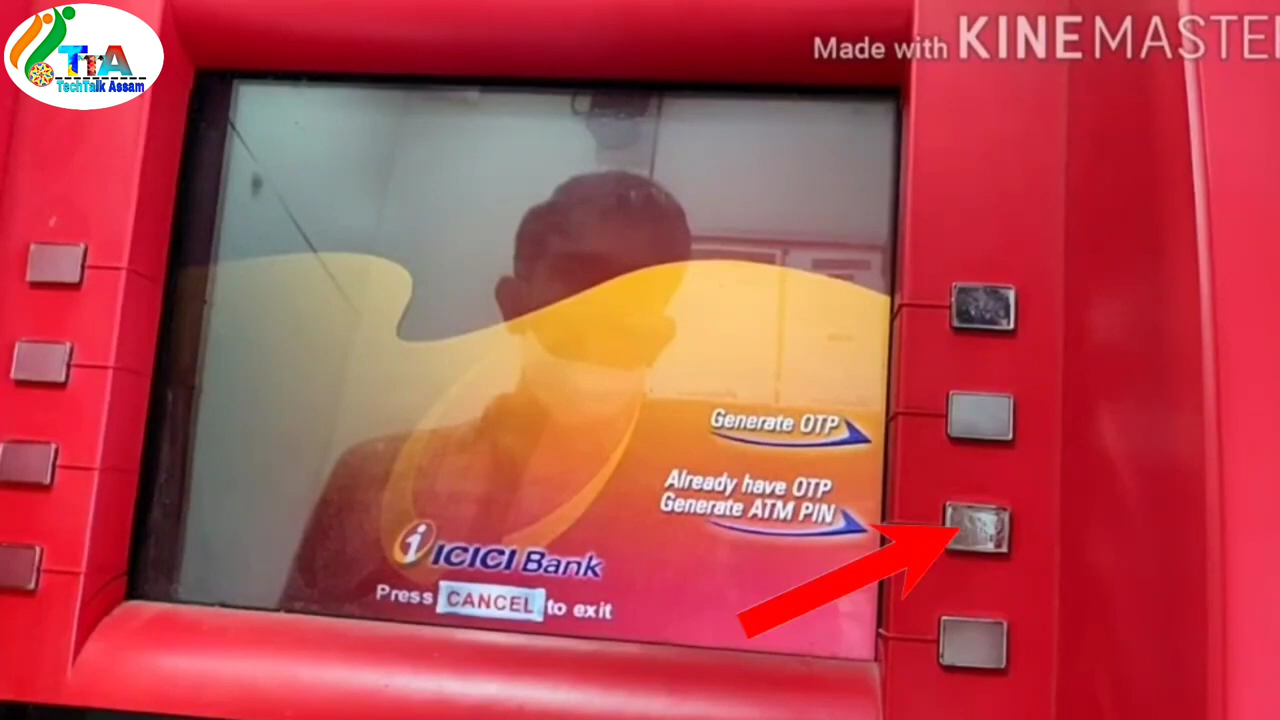 TTA
TechTalk Assam
Made with KINEMASTE
Generate OTP
Already have OTP
Generate ATM PIN
i ICICI Bank
Press CANCEL to exit